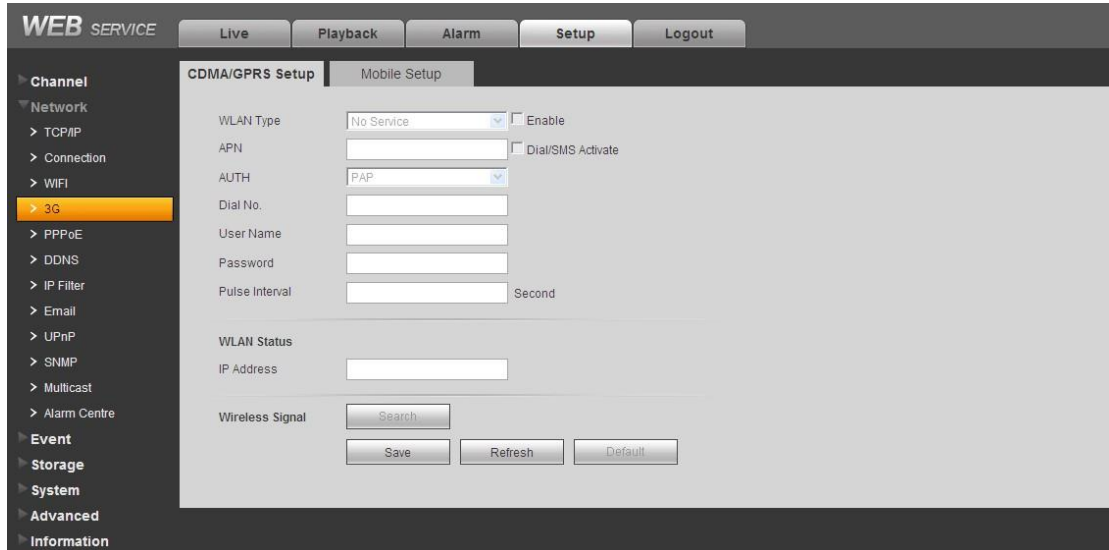 WEB SERVICE
Live Playback Alarm Setup Logout
CDMA/GPRS Setup Mobile Setup
Channel
Network
> TCP/IP
> Connection
> WIFI
> 3G
> PPPoE
> DDNS
> IP Filter
> Email
> UPnP
> SNMP
> Multicast
> Alarm Centre
Event
Storage
System
Advanced
Information
WLAN Type No Service Enable
APN Dial/SMS Activate
AUTH PAP
Dial No.
User Name
Password
Pulse Interval Second
WLAN Status
IP Address
Wireless Signal Search
Save Refresh Default